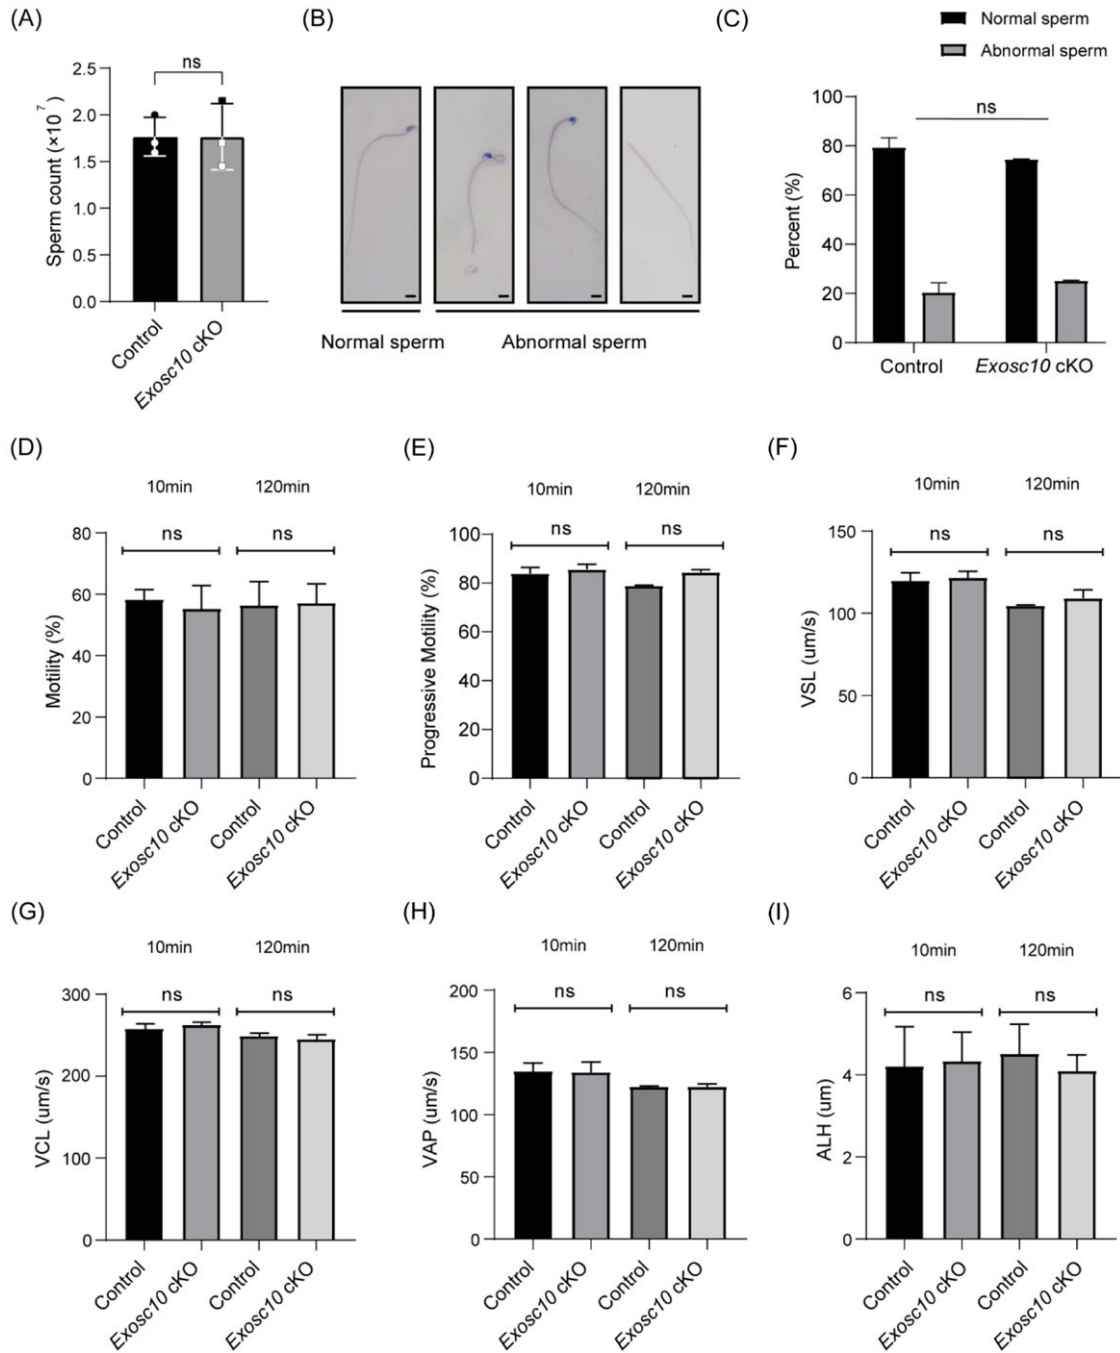 (A)
Sperm count (×10⁷)
2.5
2.0
1.5
1.0
0.5
0.0
ns
Control
Exosc10 cKO
(B)
Normal sperm
Abnormal sperm
(C)
Normal sperm
Abnormal sperm
Percent (%)
100
80
60
40
20
0
ns
Control
Exosc10 cKO
(D)
10min 120min
Motility (%)
80
60
40
20
0
ns ns
Control
Exosc10 cKO
Control
Exosc10 cKO
(E)
10min 120min
Progressive Motility (%)
100
80
60
40
20
0
ns ns
Control
Exosc10 cKO
Control
Exosc10 cKO
(F)
10min 120min
VSL (um/s)
150
100
50
0
ns ns
Control
Exosc10 cKO
Control
Exosc10 cKO
(G)
10min 120min
VCL (um/s)
300
200
100
0
ns ns
Control
Exosc10 cKO
Control
Exosc10 cKO
(H)
10min 120min
VAP (um/s)
200
150
100
50
0
ns ns
Control
Exosc10 cKO
Control
Exosc10 cKO
(I)
10min 120min
ALH (um)
6
4
2
0
ns ns
Control
Exosc10 cKO
Control
Exosc10 cKO